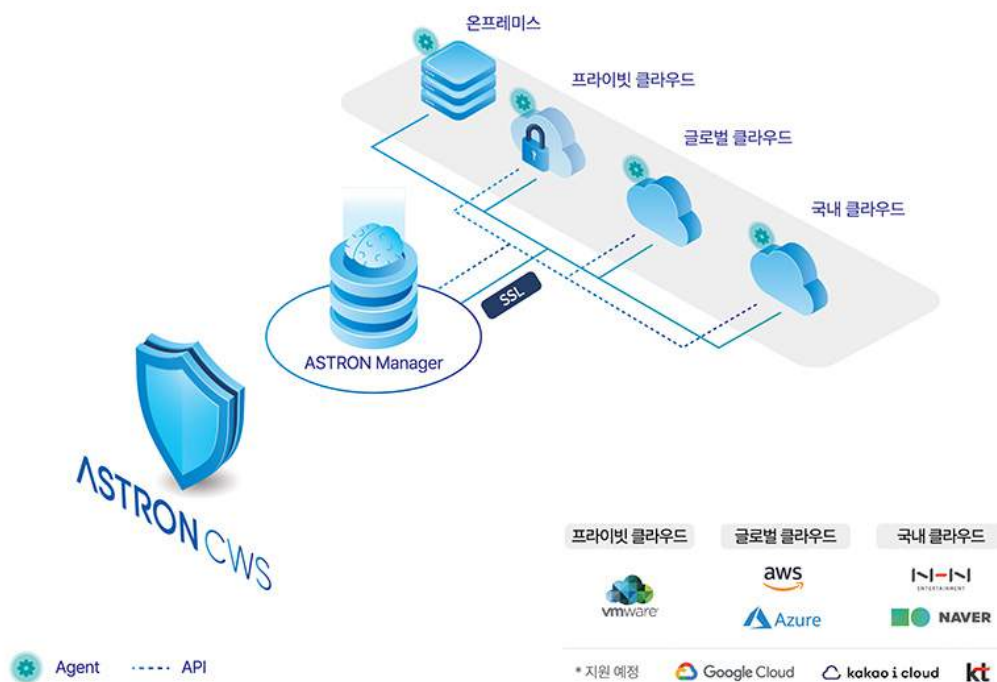 온프레미스
프라이빗 클라우드
글로벌 클라우드
국내 클라우드
SSL
ASTRON Manager
ASTRON CWS
프라이빗 클라우드 글로벌 클라우드 국내 클라우드
vmware aws NHN
ENTERTAINMENT
Azure NAVER
Agent API
* 지원 예정 Google Cloud kakao i cloud kt